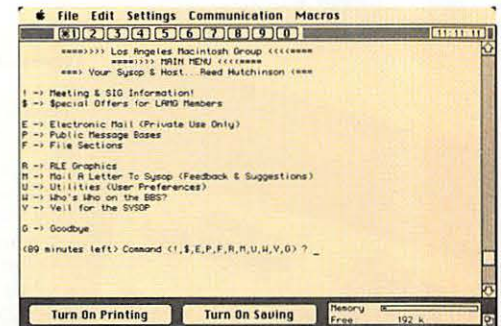 File Edit Settings Communication Macros
⌘1 2 3 4 5 6 7 8 9 0 11:11:11
====>>>> Los Angeles Macintosh Group <<<<====
====>>>> MAIN MENU <<<<====
===> Your Sysop & Host...Reed Hutchinson <===
! -> Meeting & SIG Information!
$ -> Special Offers for LAMG Members
E -> Electronic Mail (Private Use Only)
P -> Public Message Bases
F -> File Sections
R -> RLE Graphics
M -> Mail A Letter To Sysop (Feedback & Suggestions)
U -> Utilities (User Preferences)
W -> Who's Who on the BBS?
V -> Yell for the SYSOP
G -> Goodbye
(89 minutes left) Command (!,$,E,P,F,R,M,U,W,V,G) ? _
Turn On Printing Turn On Saving Memory
Free 192 k